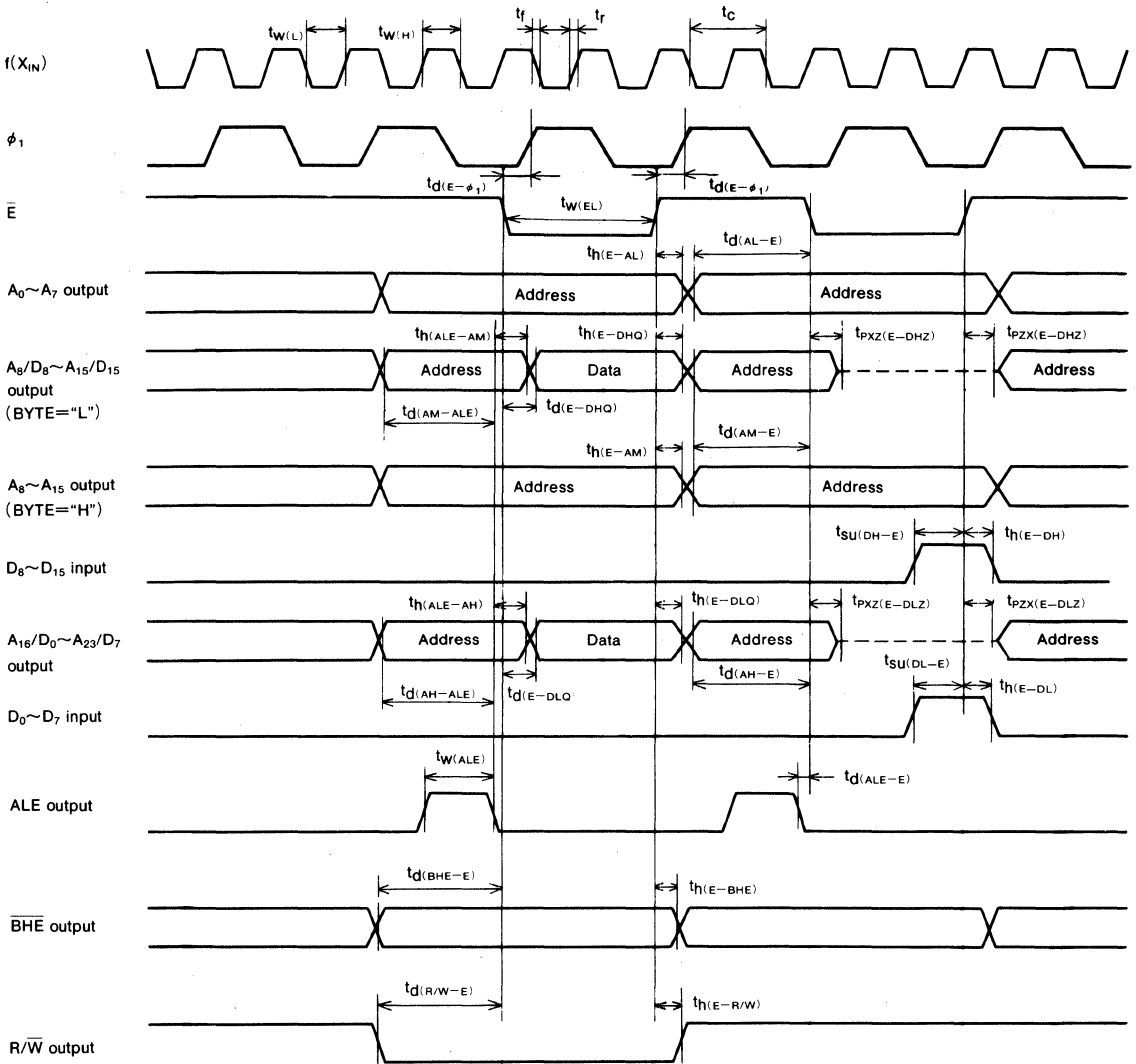 tf tr tc
tW(L) tW(H)
f(XIN)
ϕ1
td(E−ϕ1) td(E−ϕ1)
E̅ tW(EL)
th(E−AL) td(AL−E)
A0~A7 output Address Address
th(ALE−AM) th(E−DHQ) tPXZ(E−DHZ) tPZX(E−DHZ)
A8/D8~A15/D15 Address Data Address Address
output
(BYTE="L") td(AM−ALE) td(E−DHQ)
th(E−AM) td(AM−E)
A8~A15 output Address Address
(BYTE="H")
tsu(DH−E) th(E−DH)
D8~D15 input
th(ALE−AH) th(E−DLQ) tPXZ(E−DLZ) tPZX(E−DLZ)
A16/D0~A23/D7 Address Data Address Address
output
tsu(DL−E)
td(AH−ALE) td(E−DLQ) td(AH−E) th(E−DL)
D0~D7 input
tW(ALE)
td(ALE−E)
ALE output
td(BHE−E) th(E−BHE)
B̅H̅E̅ output
td(R/W−E) th(E−R/W)
R/W̅ output